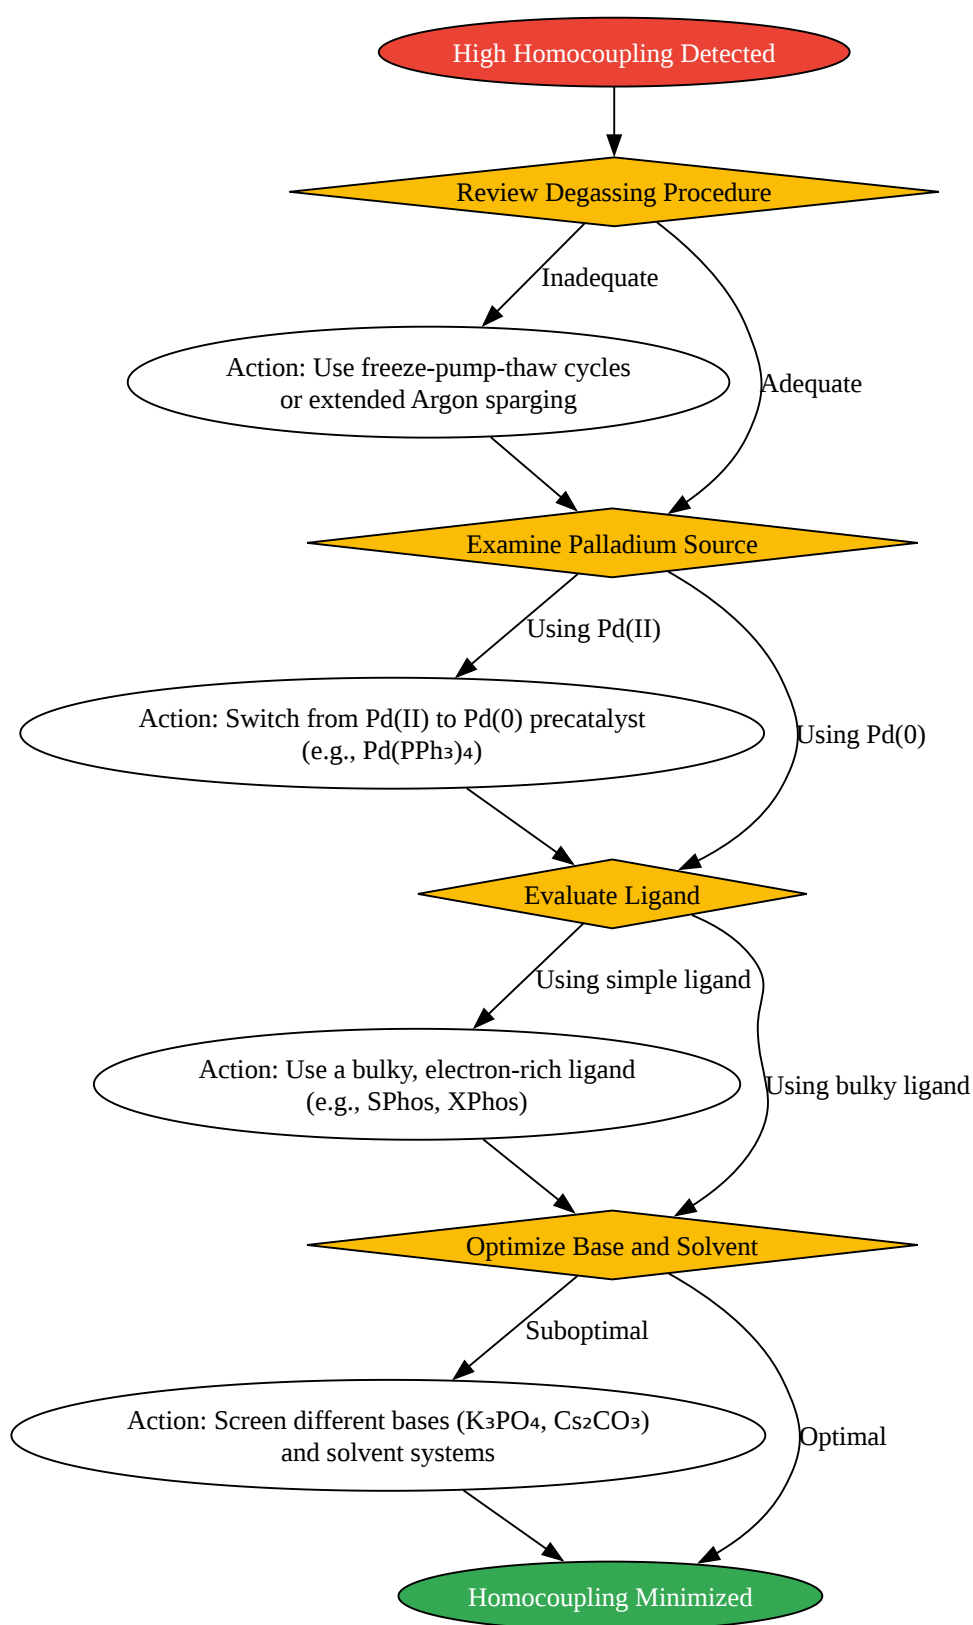 High Homocoupling Detected
Review Degassing Procedure
Inadequate
Action: Use freeze-pump-thaw cycles
or extended Argon sparging
Adequate
Examine Palladium Source
Using Pd(II)
Action: Switch from Pd(II) to Pd(0) precatalyst
(e.g., Pd(PPh₃)₄)
Using Pd(0)
Evaluate Ligand
Using simple ligand
Action: Use a bulky, electron-rich ligand
(e.g., SPhos, XPhos)
Using bulky ligand
Optimize Base and Solvent
Suboptimal
Action: Screen different bases (K₃PO₄, Cs₂CO₃)
and solvent systems
Optimal
Homocoupling Minimized